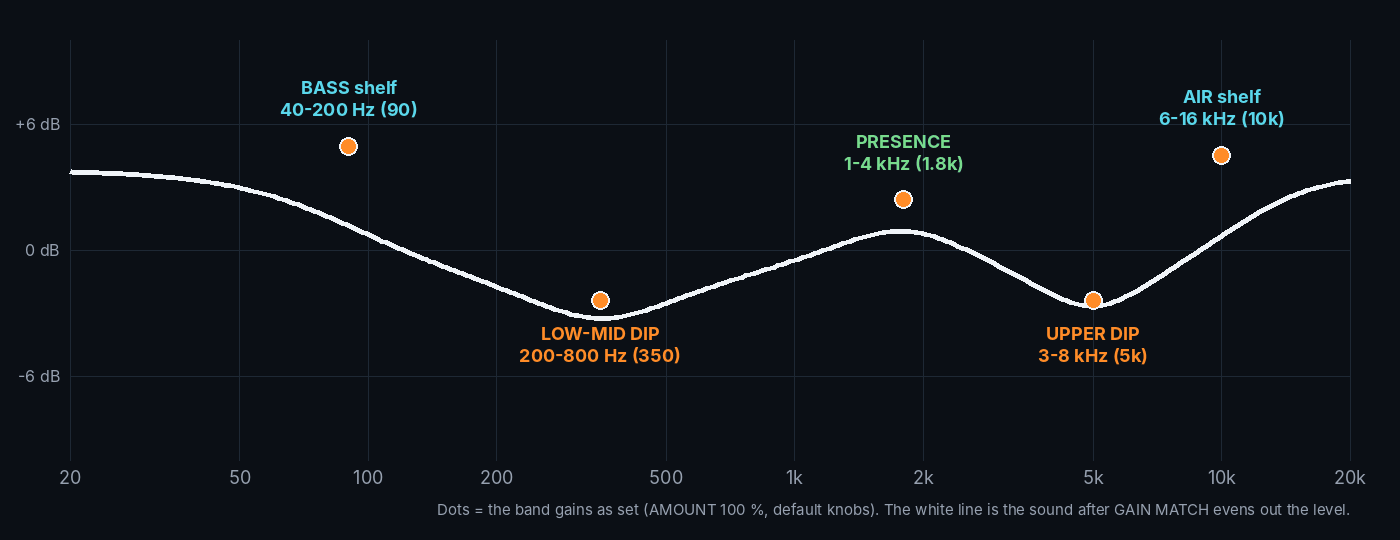 BASS shelf
40-200 Hz (90)
AIR shelf
6-16 kHz (10k)
+6 dB
PRESENCE
1-4 kHz (1.8k)
0 dB
LOW-MID DIP
200-800 Hz (350)
UPPER DIP
3-8 kHz (5k)
-6 dB
20 50 100 200 500 1k 2k 5k 10k 20k
Dots = the band gains as set (AMOUNT 100 %, default knobs). The white line is the sound after GAIN MATCH evens out the level.